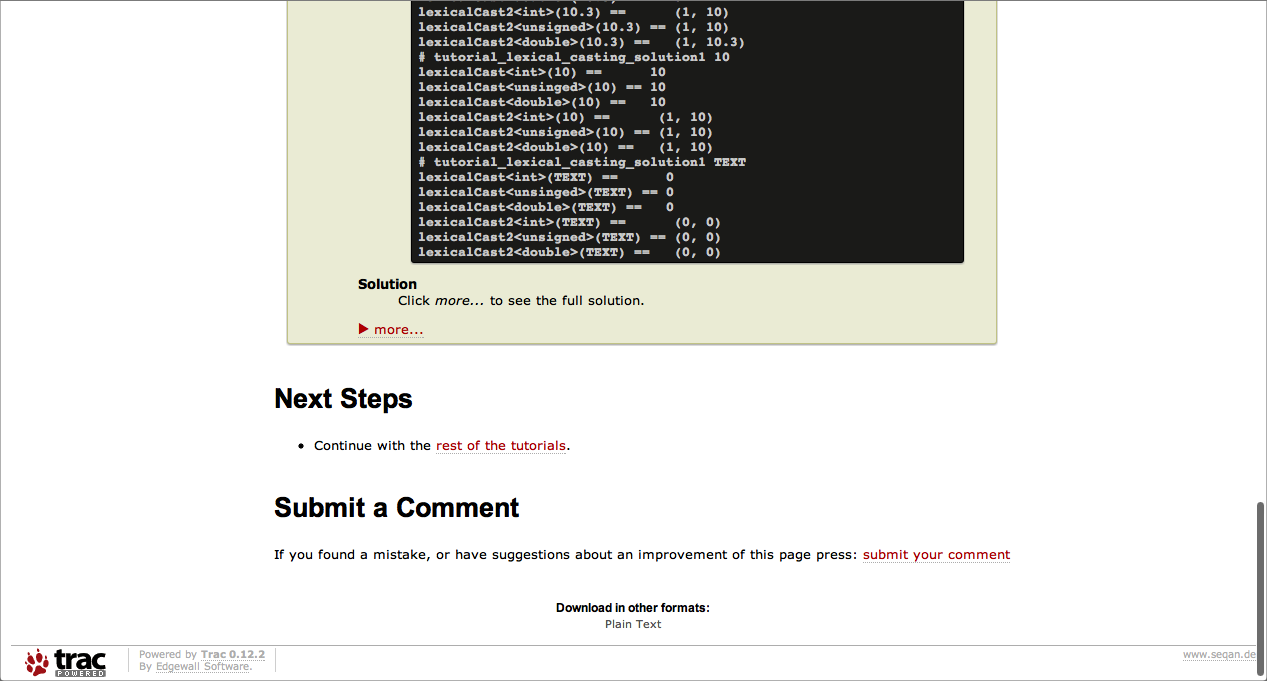 lexicalCast2<int>(10.3) ==      (1, 10)
lexicalCast2<unsigned>(10.3) == (1, 10)
lexicalCast2<double>(10.3) ==   (1, 10.3)
# tutorial_lexical_casting_solution1 10
lexicalCast<int>(10) ==      10
lexicalCast<unsinged>(10) == 10
lexicalCast<double>(10) ==   10
lexicalCast2<int>(10) ==      (1, 10)
lexicalCast2<unsigned>(10) == (1, 10)
lexicalCast2<double>(10) ==   (1, 10)
# tutorial_lexical_casting_solution1 TEXT
lexicalCast<int>(TEXT) ==      0
lexicalCast<unsinged>(TEXT) == 0
lexicalCast<double>(TEXT) ==   0
lexicalCast2<int>(TEXT) ==      (0, 0)
lexicalCast2<unsigned>(TEXT) == (0, 0)
lexicalCast2<double>(TEXT) ==   (0, 0)
Solution
Click more... to see the full solution.
more...
Next Steps
• Continue with the rest of the tutorials.
Submit a Comment
If you found a mistake, or have suggestions about an improvement of this page press: submit your comment
Download in other formats:
Plain Text
trac POWERED
Powered by Trac 0.12.2
By Edgewall Software.
www.seqan.de